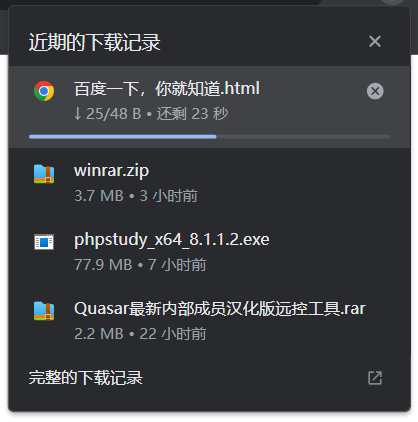 近期的下载记录
百度一下，你就知道.html
↓ 25/48 B • 还剩 23 秒
winrar.zip
3.7 MB • 3 小时前
phpstudy_x64_8.1.1.2.exe
77.9 MB • 7 小时前
Quasar最新内部成员汉化版远控工具.rar
2.2 MB • 22 小时前
完整的下载记录